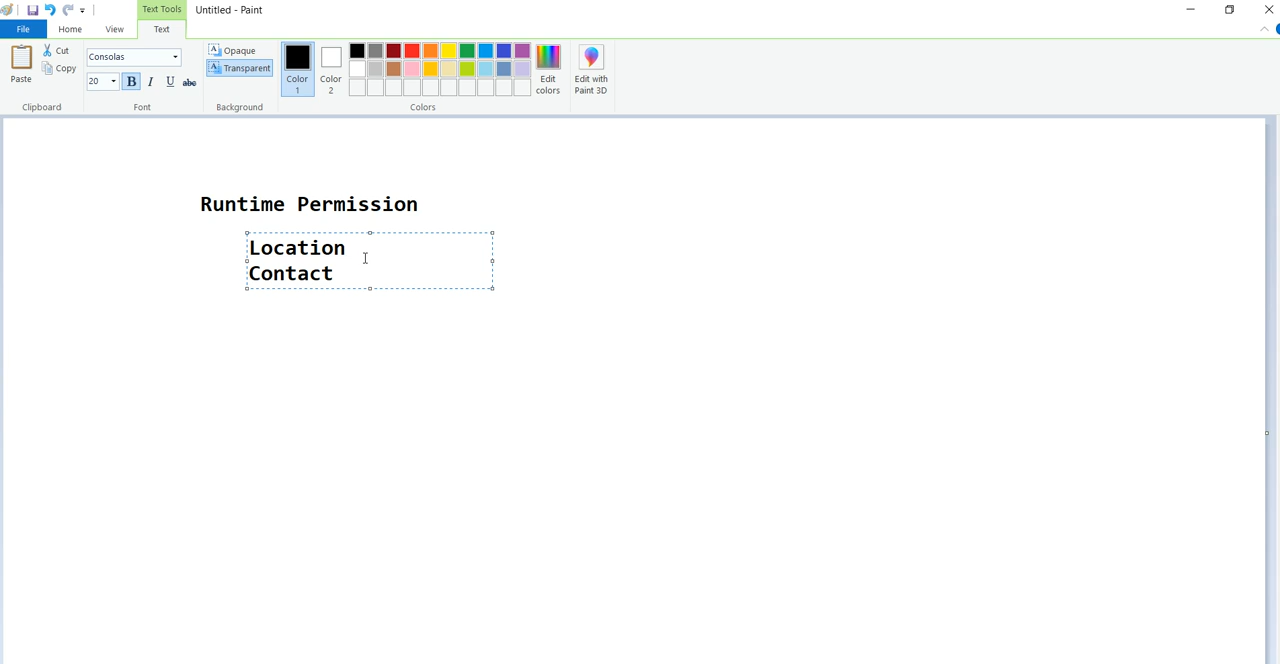 Text Tools
Untitled - Paint
File
Home
View
Text
Paste
Cut
Copy
Clipboard
Consolas
20
B I U abc
Font
Opaque
Transparent
Background
Color 1
Color 2
Edit colors
Colors
Edit with Paint 3D
Runtime Permission
Location
Contact